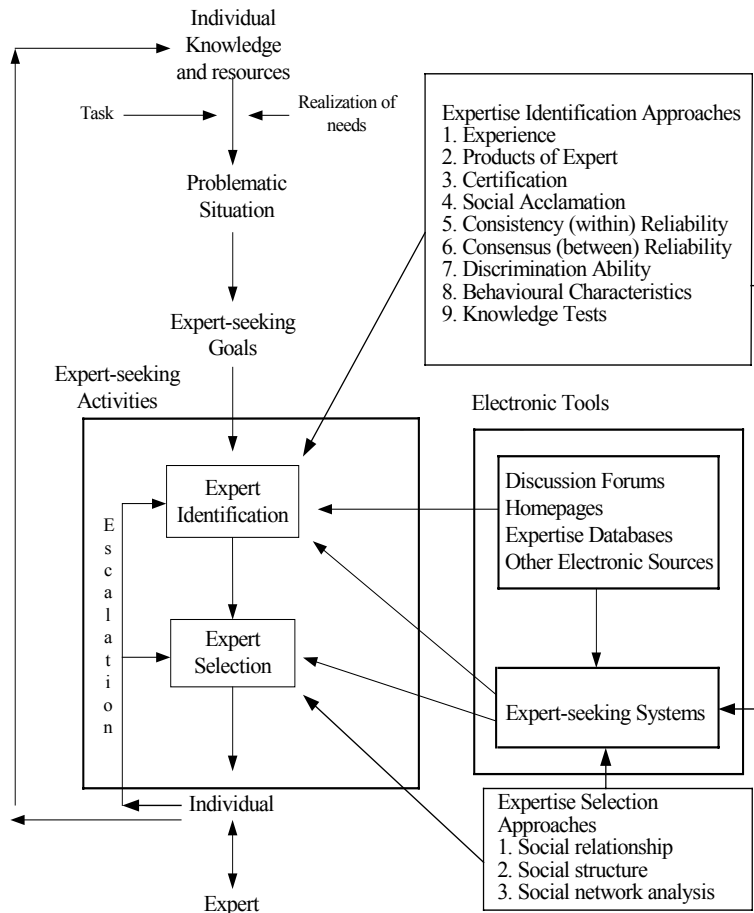 Individual
Knowledge
and resources
Task
Realization of
needs
Problematic
Situation
Expert-seeking
Goals
Expertise Identification Approaches
1. Experience
2. Products of Expert
3. Certification
4. Social Acclamation
5. Consistency (within) Reliability
6. Consensus (between) Reliability
7. Discrimination Ability
8. Behavioural Characteristics
9. Knowledge Tests
Expert-seeking
Activities
Expert
Identification
Escalation
Expert
Selection
Individual
Expert
Electronic Tools
Discussion Forums
Homepages
Expertise Databases
Other Electronic Sources
Expert-seeking Systems
Expertise Selection
Approaches
1. Social relationship
2. Social structure
3. Social network analysis